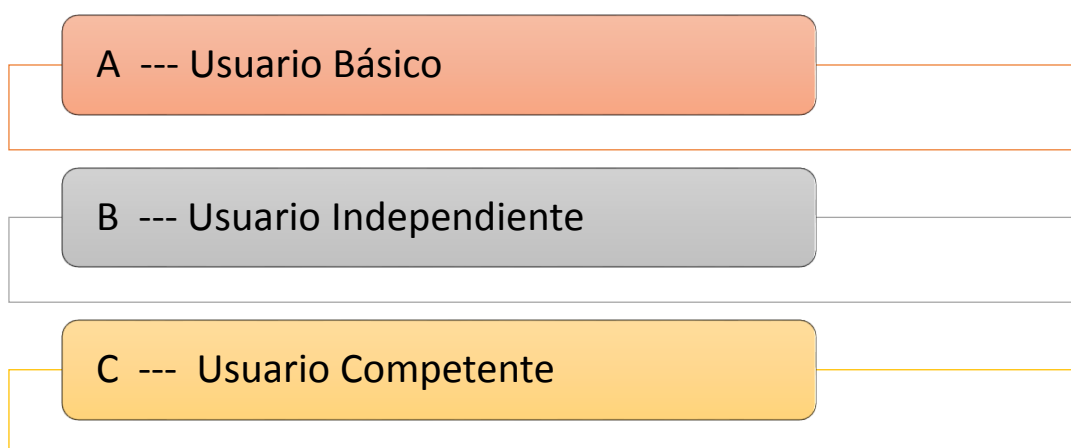 A --- Usuario Básico
B --- Usuario Independiente
C --- Usuario Competente